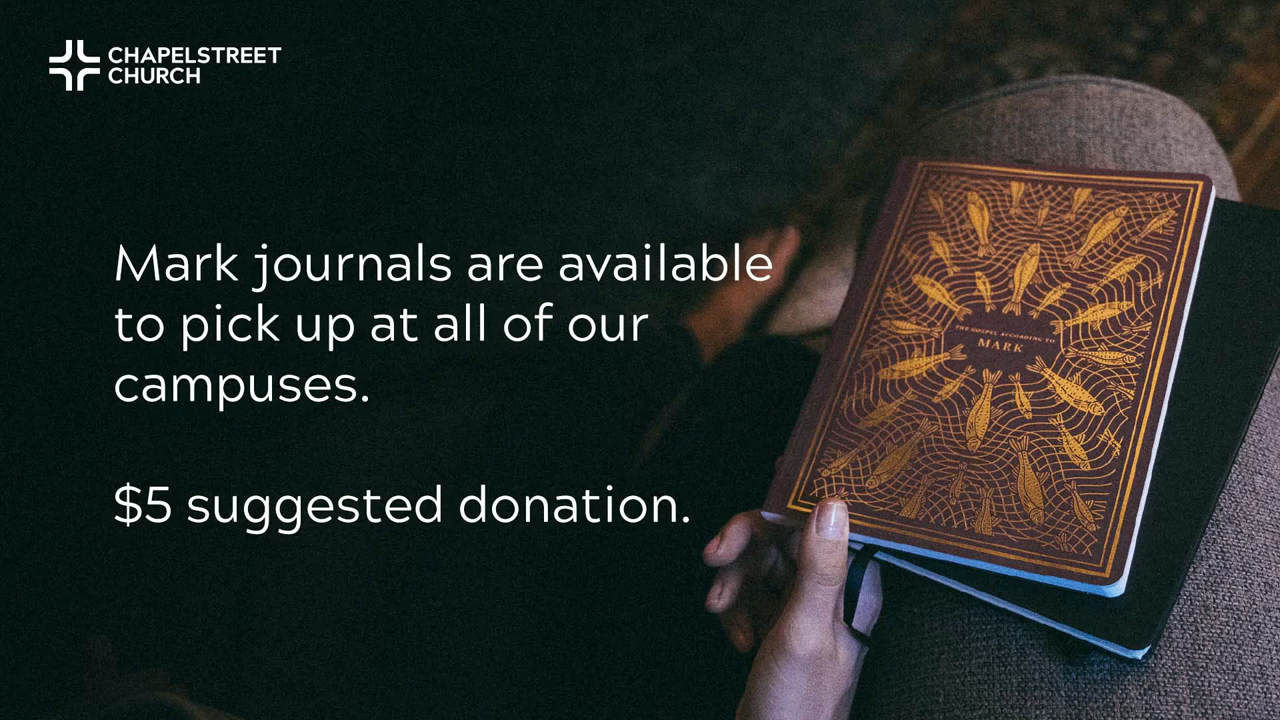 CHAPELSTREET
CHURCH
Mark journals are available
to pick up at all of our
campuses.
$5 suggested donation.
THE GOSPEL ACCORDING TO
MARK